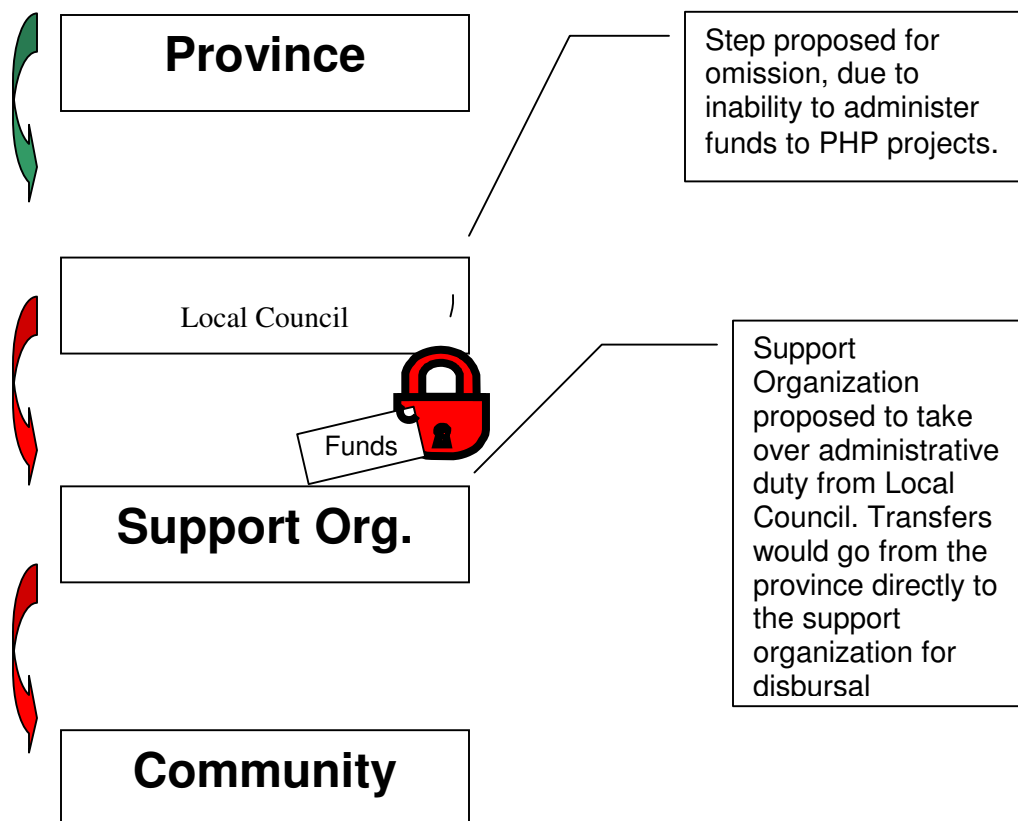 Province
Step proposed for
omission, due to
inability to administer
funds to PHP projects.
Local Council
Funds
Support Org.
Support
Organization
proposed to take
over administrative
duty from Local
Council. Transfers
would go from the
province directly to
the support
organization for
disbursal
Community